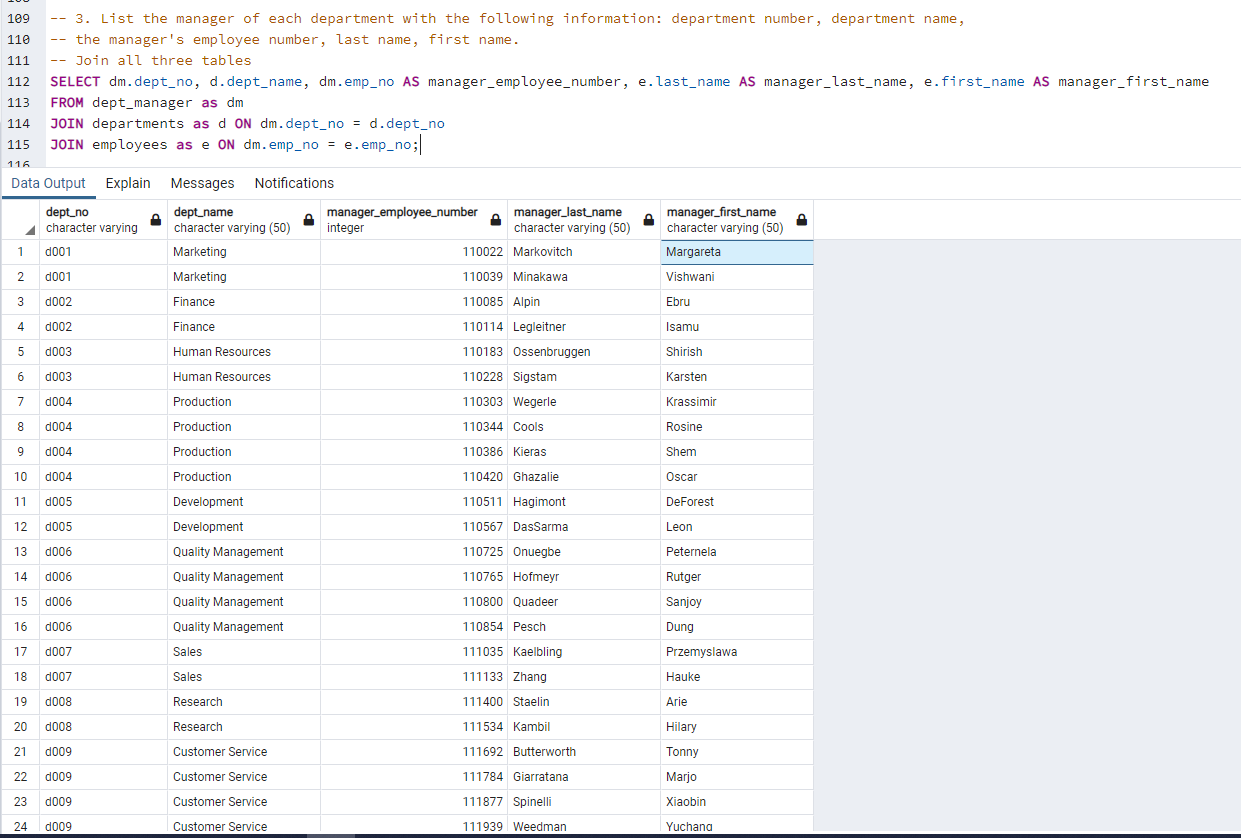 109 -- 3. List the manager of each department with the following information: department number, department name,
110 -- the manager's employee number, last name, first name.
111 -- Join all three tables
112 SELECT dm.dept_no, d.dept_name, dm.emp_no AS manager_employee_number, e.last_name AS manager_last_name, e.first_name AS manager_first_name
113 FROM dept_manager as dm
114 JOIN departments as d ON dm.dept_no = d.dept_no
115 JOIN employees as e ON dm.emp_no = e.emp_no;
116
Data Output Explain Messages Notifications
dept_no dept_name manager_employee_number manager_last_name manager_first_name
character varying character varying (50) integer character varying (50) character varying (50)
1 d001 Marketing 110022 Markovitch Margareta
2 d001 Marketing 110039 Minakawa Vishwani
3 d002 Finance 110085 Alpin Ebru
4 d002 Finance 110114 Legleitner Isamu
5 d003 Human Resources 110183 Ossenbruggen Shirish
6 d003 Human Resources 110228 Sigstam Karsten
7 d004 Production 110303 Wegerle Krassimir
8 d004 Production 110344 Cools Rosine
9 d004 Production 110386 Kieras Shem
10 d004 Production 110420 Ghazalie Oscar
11 d005 Development 110511 Hagimont DeForest
12 d005 Development 110567 DasSarma Leon
13 d006 Quality Management 110725 Onuegbe Peternela
14 d006 Quality Management 110765 Hofmeyr Rutger
15 d006 Quality Management 110800 Quadeer Sanjoy
16 d006 Quality Management 110854 Pesch Dung
17 d007 Sales 111035 Kaelbling Przemyslawa
18 d007 Sales 111133 Zhang Hauke
19 d008 Research 111400 Staelin Arie
20 d008 Research 111534 Kambil Hilary
21 d009 Customer Service 111692 Butterworth Tonny
22 d009 Customer Service 111784 Giarratana Marjo
23 d009 Customer Service 111877 Spinelli Xiaobin
24 d009 Customer Service 111939 Weedman Yuchang